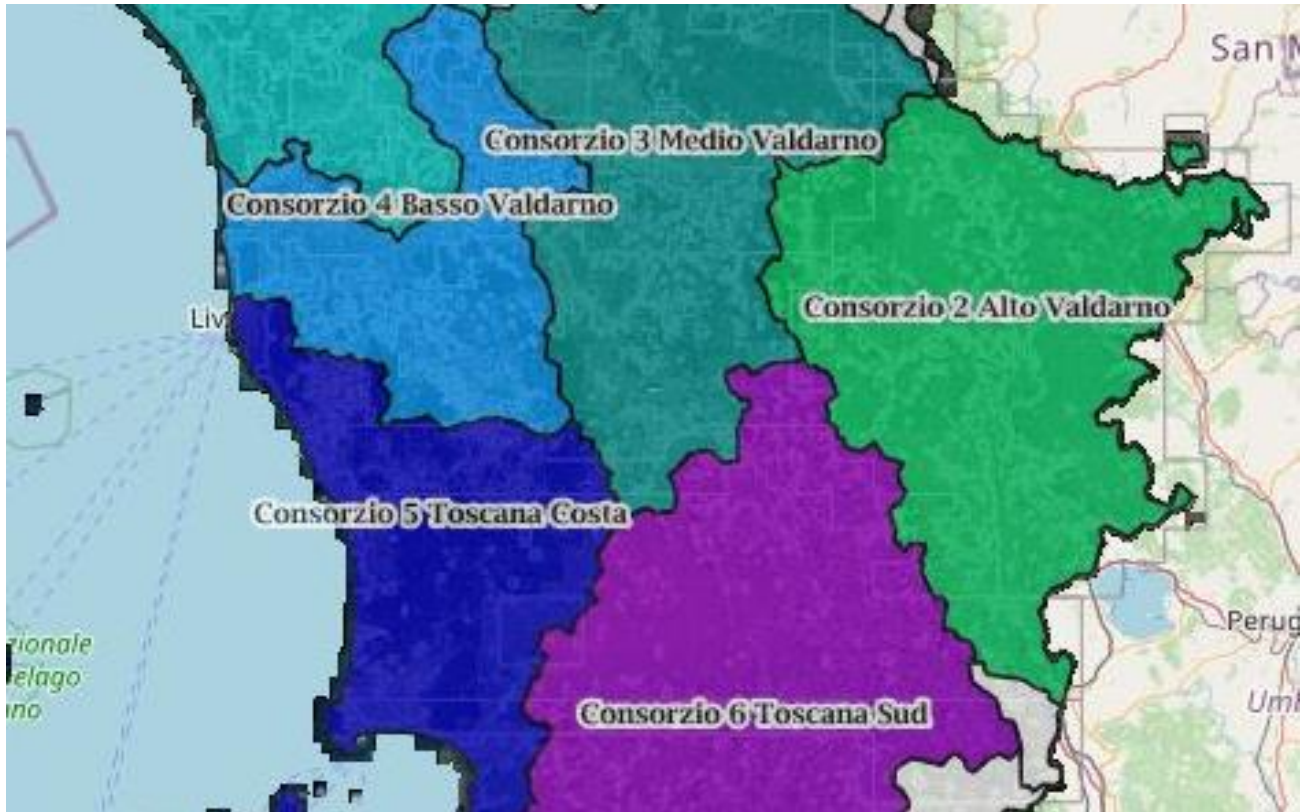 San M
Consorzio 3 Medio Valdarno
Consorzio 4 Basso Valdarno
Consorzio 2 Alto Valdarno
Liv
Consorzio 5 Toscana Costa
Perug
zionale
elago
ano
Umb
Consorzio 6 Toscana Sud